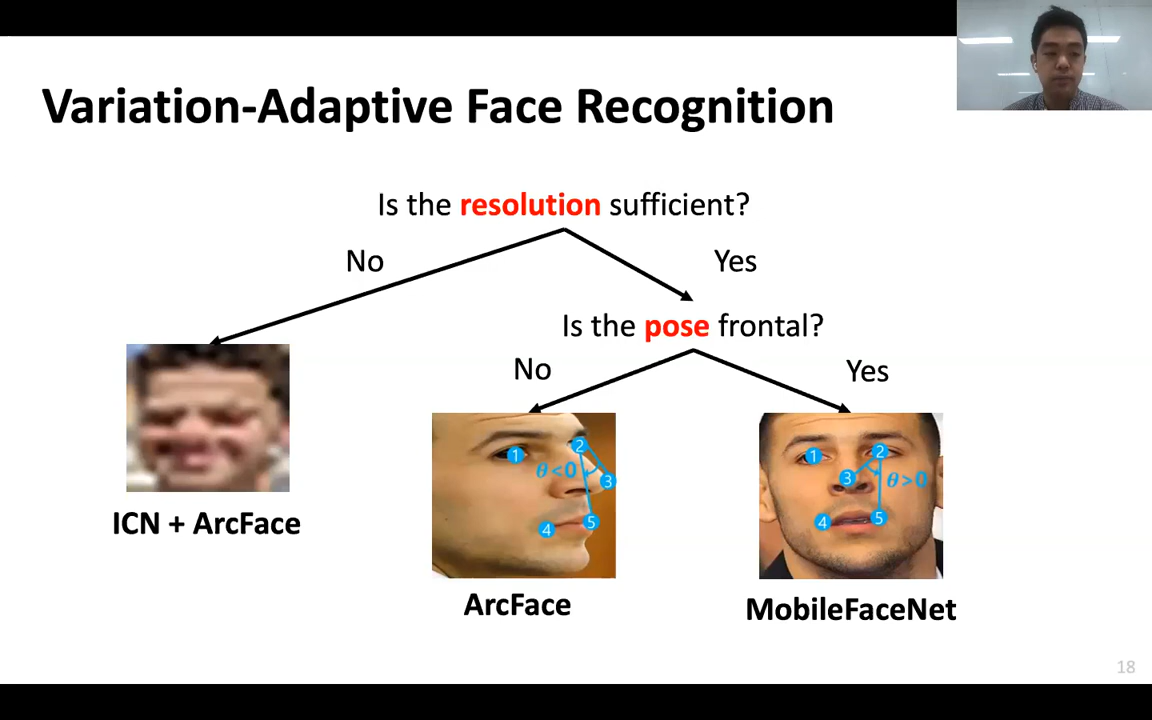 Variation-Adaptive Face Recognition
Is the resolution sufficient?
No
Yes
Is the pose frontal?
No
Yes
1
2
θ<0
3
4
5
1
2
3
θ>0
4
5
ICN + ArcFace
ArcFace
MobileFaceNet
18